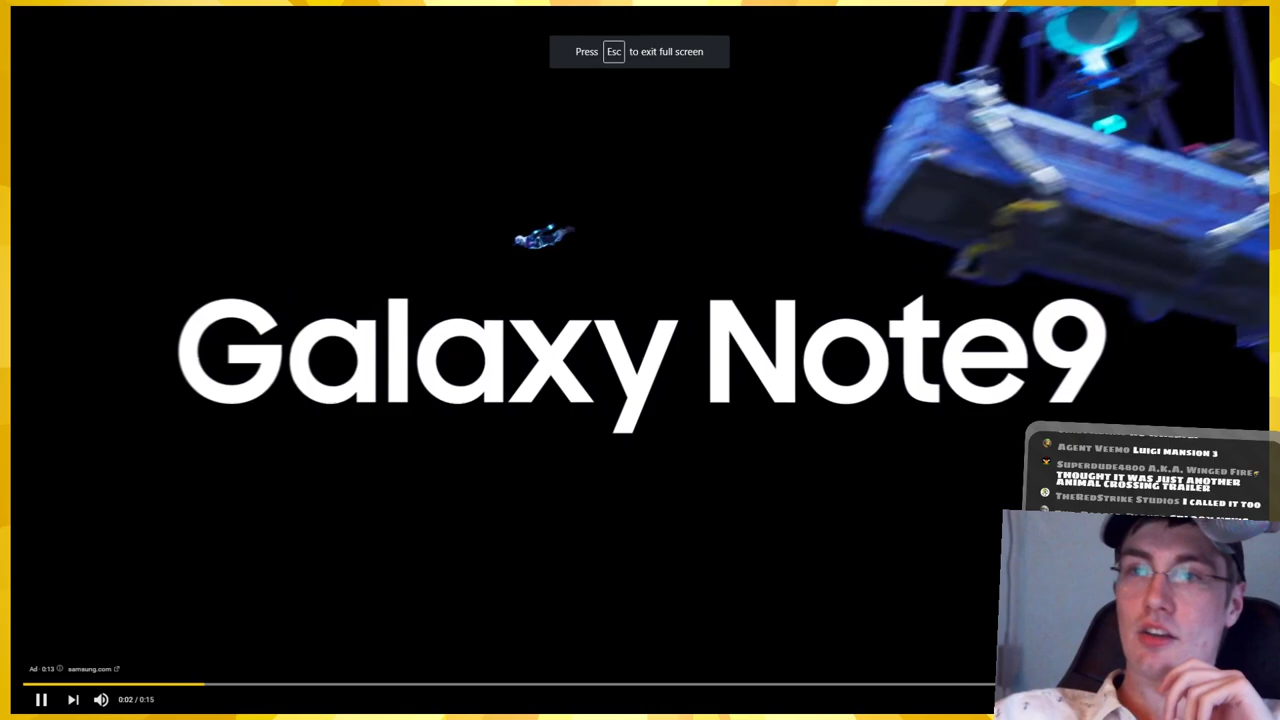 Press Esc to exit full screen
Galaxy Note9
AGENT VEEMO LUIGI MANSION 3
SUPERDUDE4800 A.K.A. WINGED FIRE
THOUGHT IT WAS JUST ANOTHER
ANIMAL CROSSING TRAILER
THEREDSTRIKE STUDIOS I CALLED IT TOO
Ad · 0:13 samsung.com
0:02 / 0:15